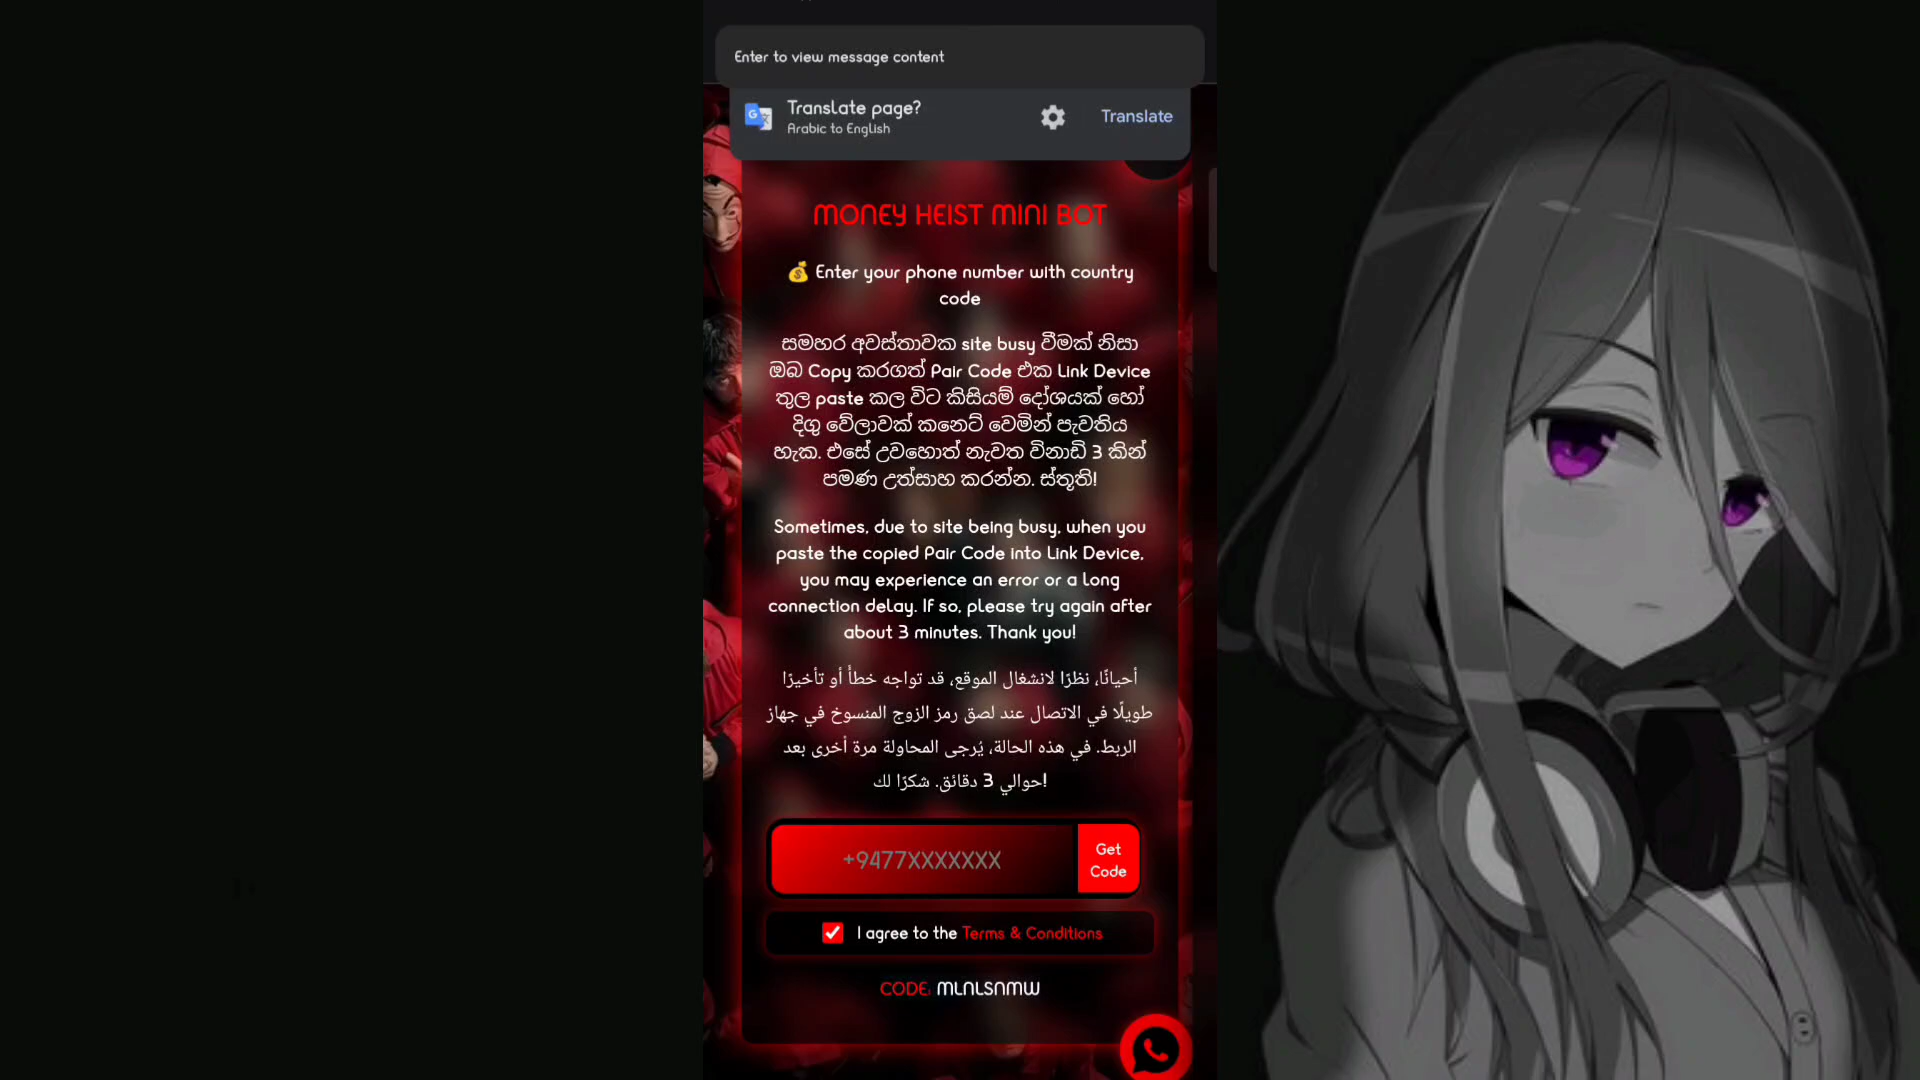 Enter to view message content
Translate page?
Arabic to English
Translate
MONEY HEIST MINI BOT
💰 Enter your phone number with country
code
සමහර අවස්තාවක site busy වීමක් නිසා
ඔබ Copy කරගත් Pair Code එක Link Device
තුල paste කල විට කිසියම් දෝශයක් හෝ
දිගු වේලාවක් කනෙට් වෙමින් පැවතිය
හැක. එසේ උවහොත් නැවත විනාඩි 3 කින්
පමණ උත්සාහ කරන්න. ස්තූති!
Sometimes, due to site being busy, when you
paste the copied Pair Code into Link Device,
you may experience an error or a long
connection delay. If so, please try again after
about 3 minutes. Thank you!
أحيانًا، نظرًا لانشغال الموقع، قد تواجه خطأً أو تأخيرًا
طويلًا في الاتصال عند لصق رمز الزوج المنسوخ في جهاز
الربط. في هذه الحالة، يُرجى المحاولة مرة أخرى بعد
حوالي 3 دقائق. شكرًا لك!
+9477XXXXXXX
Get
Code
I agree to the Terms & Conditions
CODE: MLNLSNMW